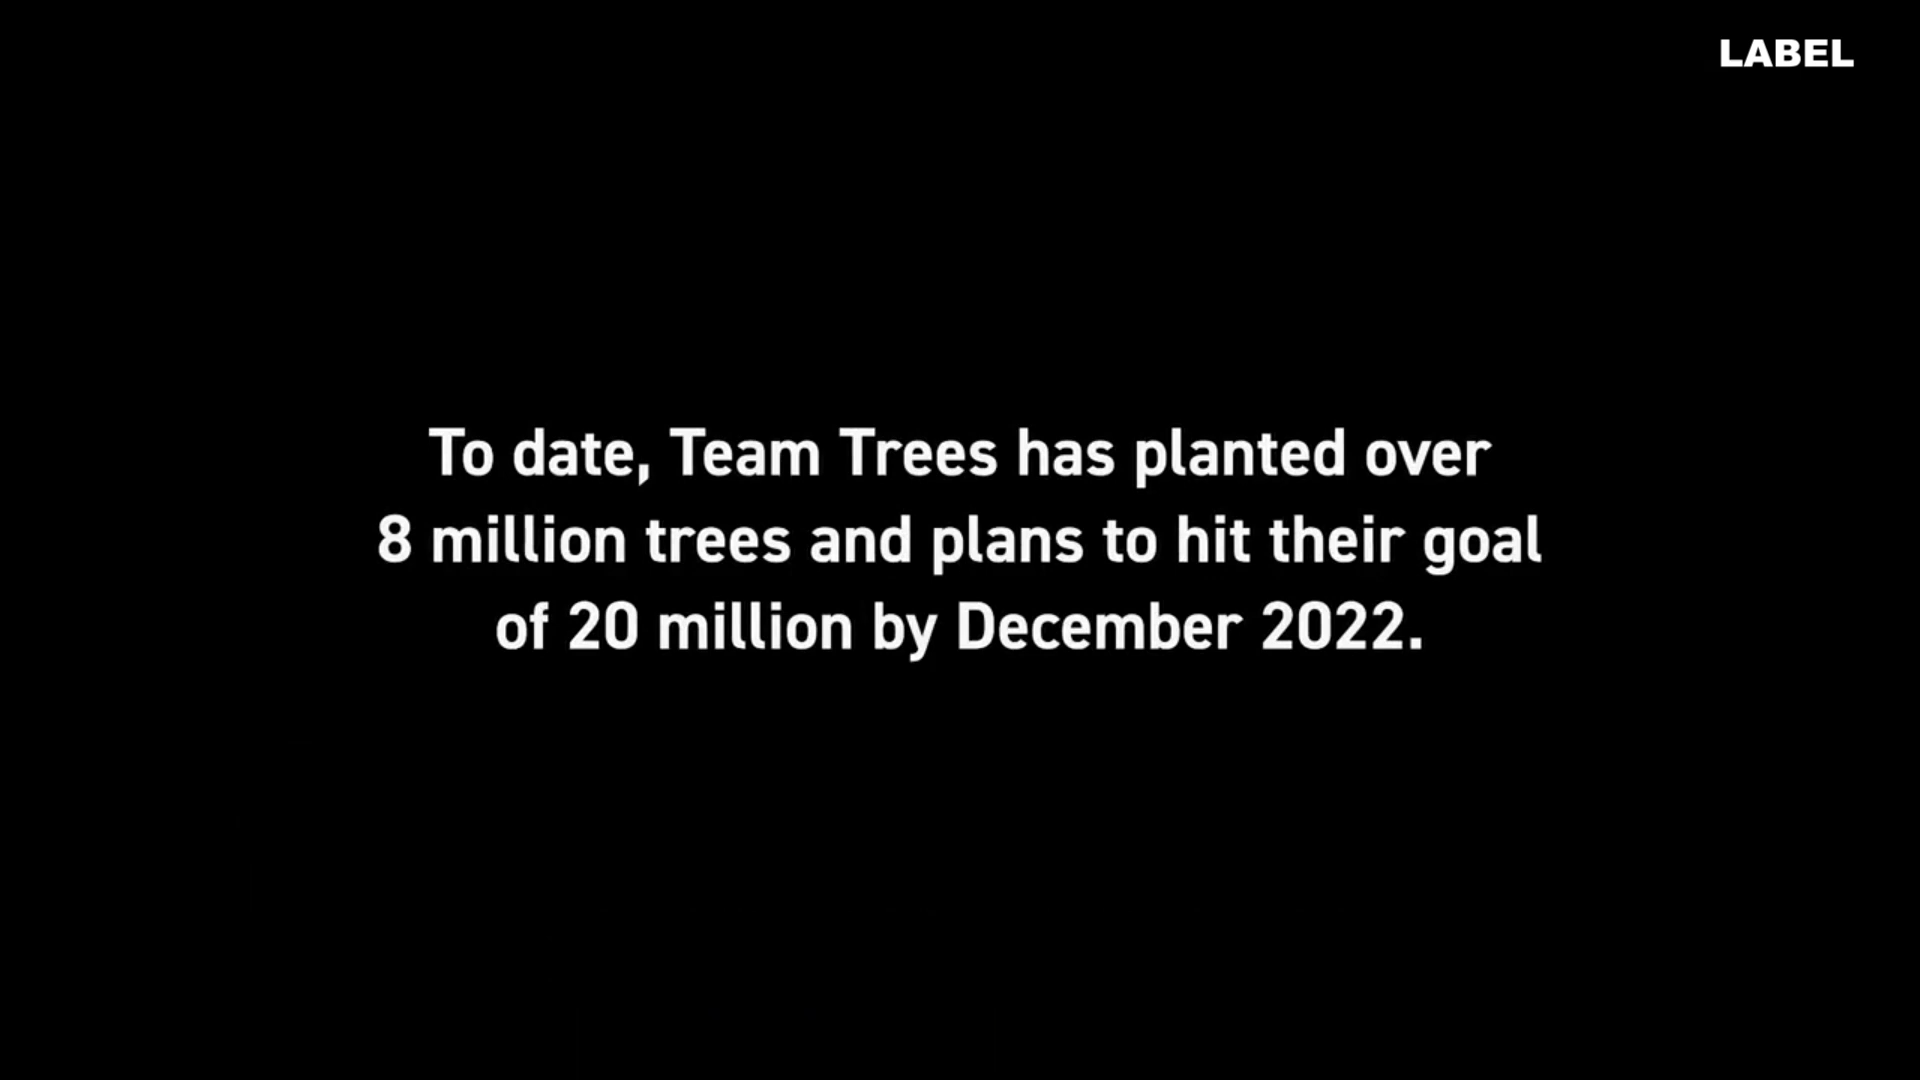 LABEL
To date, Team Trees has planted over
8 million trees and plans to hit their goal
of 20 million by December 2022.